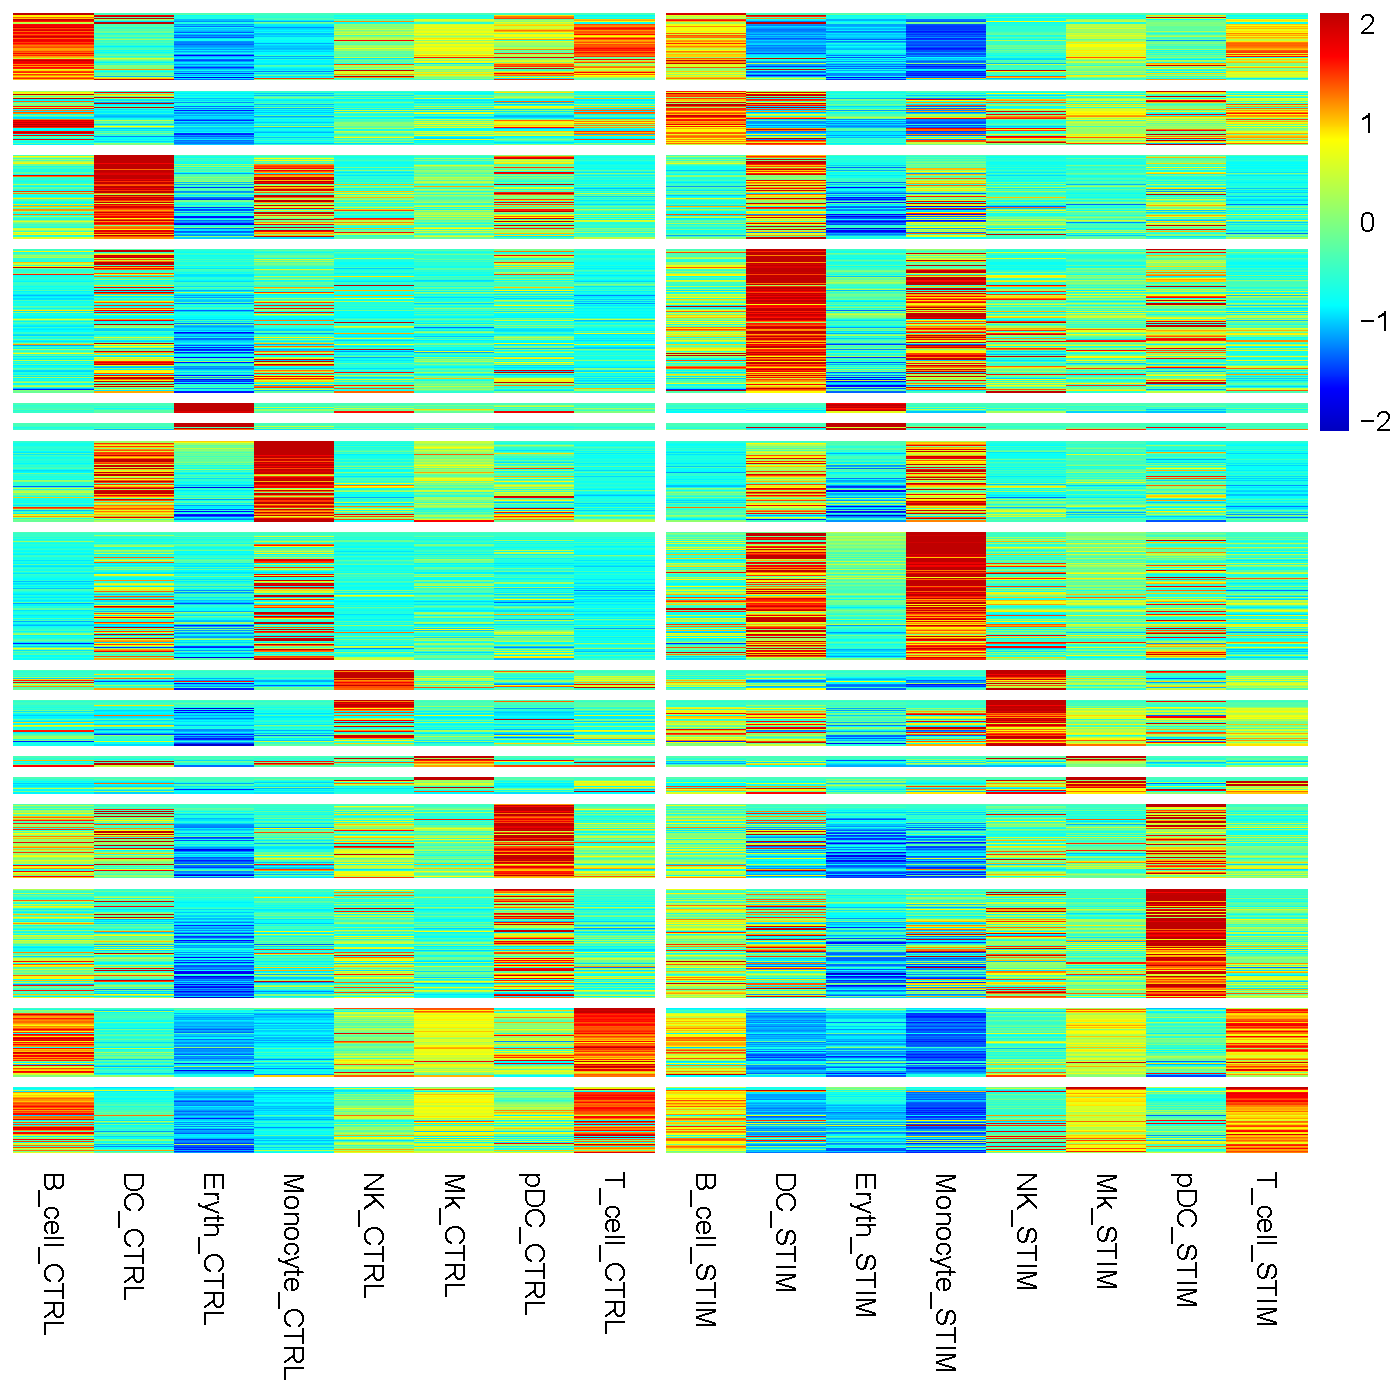 2
1
0
−1
−2
B_cell_CTRL
DC_CTRL
Eryth_CTRL
Monocyte_CTRL
NK_CTRL
Mk_CTRL
pDC_CTRL
T_cell_CTRL
B_cell_STIM
DC_STIM
Eryth_STIM
Monocyte_STIM
NK_STIM
Mk_STIM
pDC_STIM
T_cell_STIM